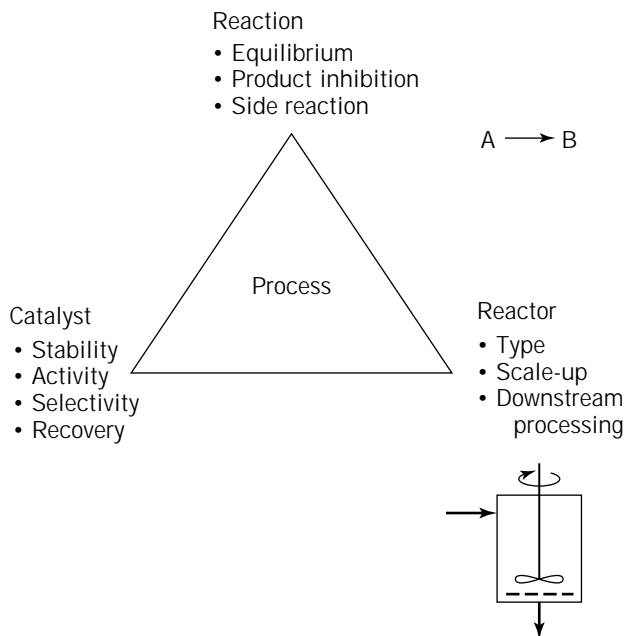 Reaction
• Equilibrium
• Product inhibition
• Side reaction
A → B
Process
Catalyst
• Stability
• Activity
• Selectivity
• Recovery
Reactor
• Type
• Scale-up
• Downstream
processing